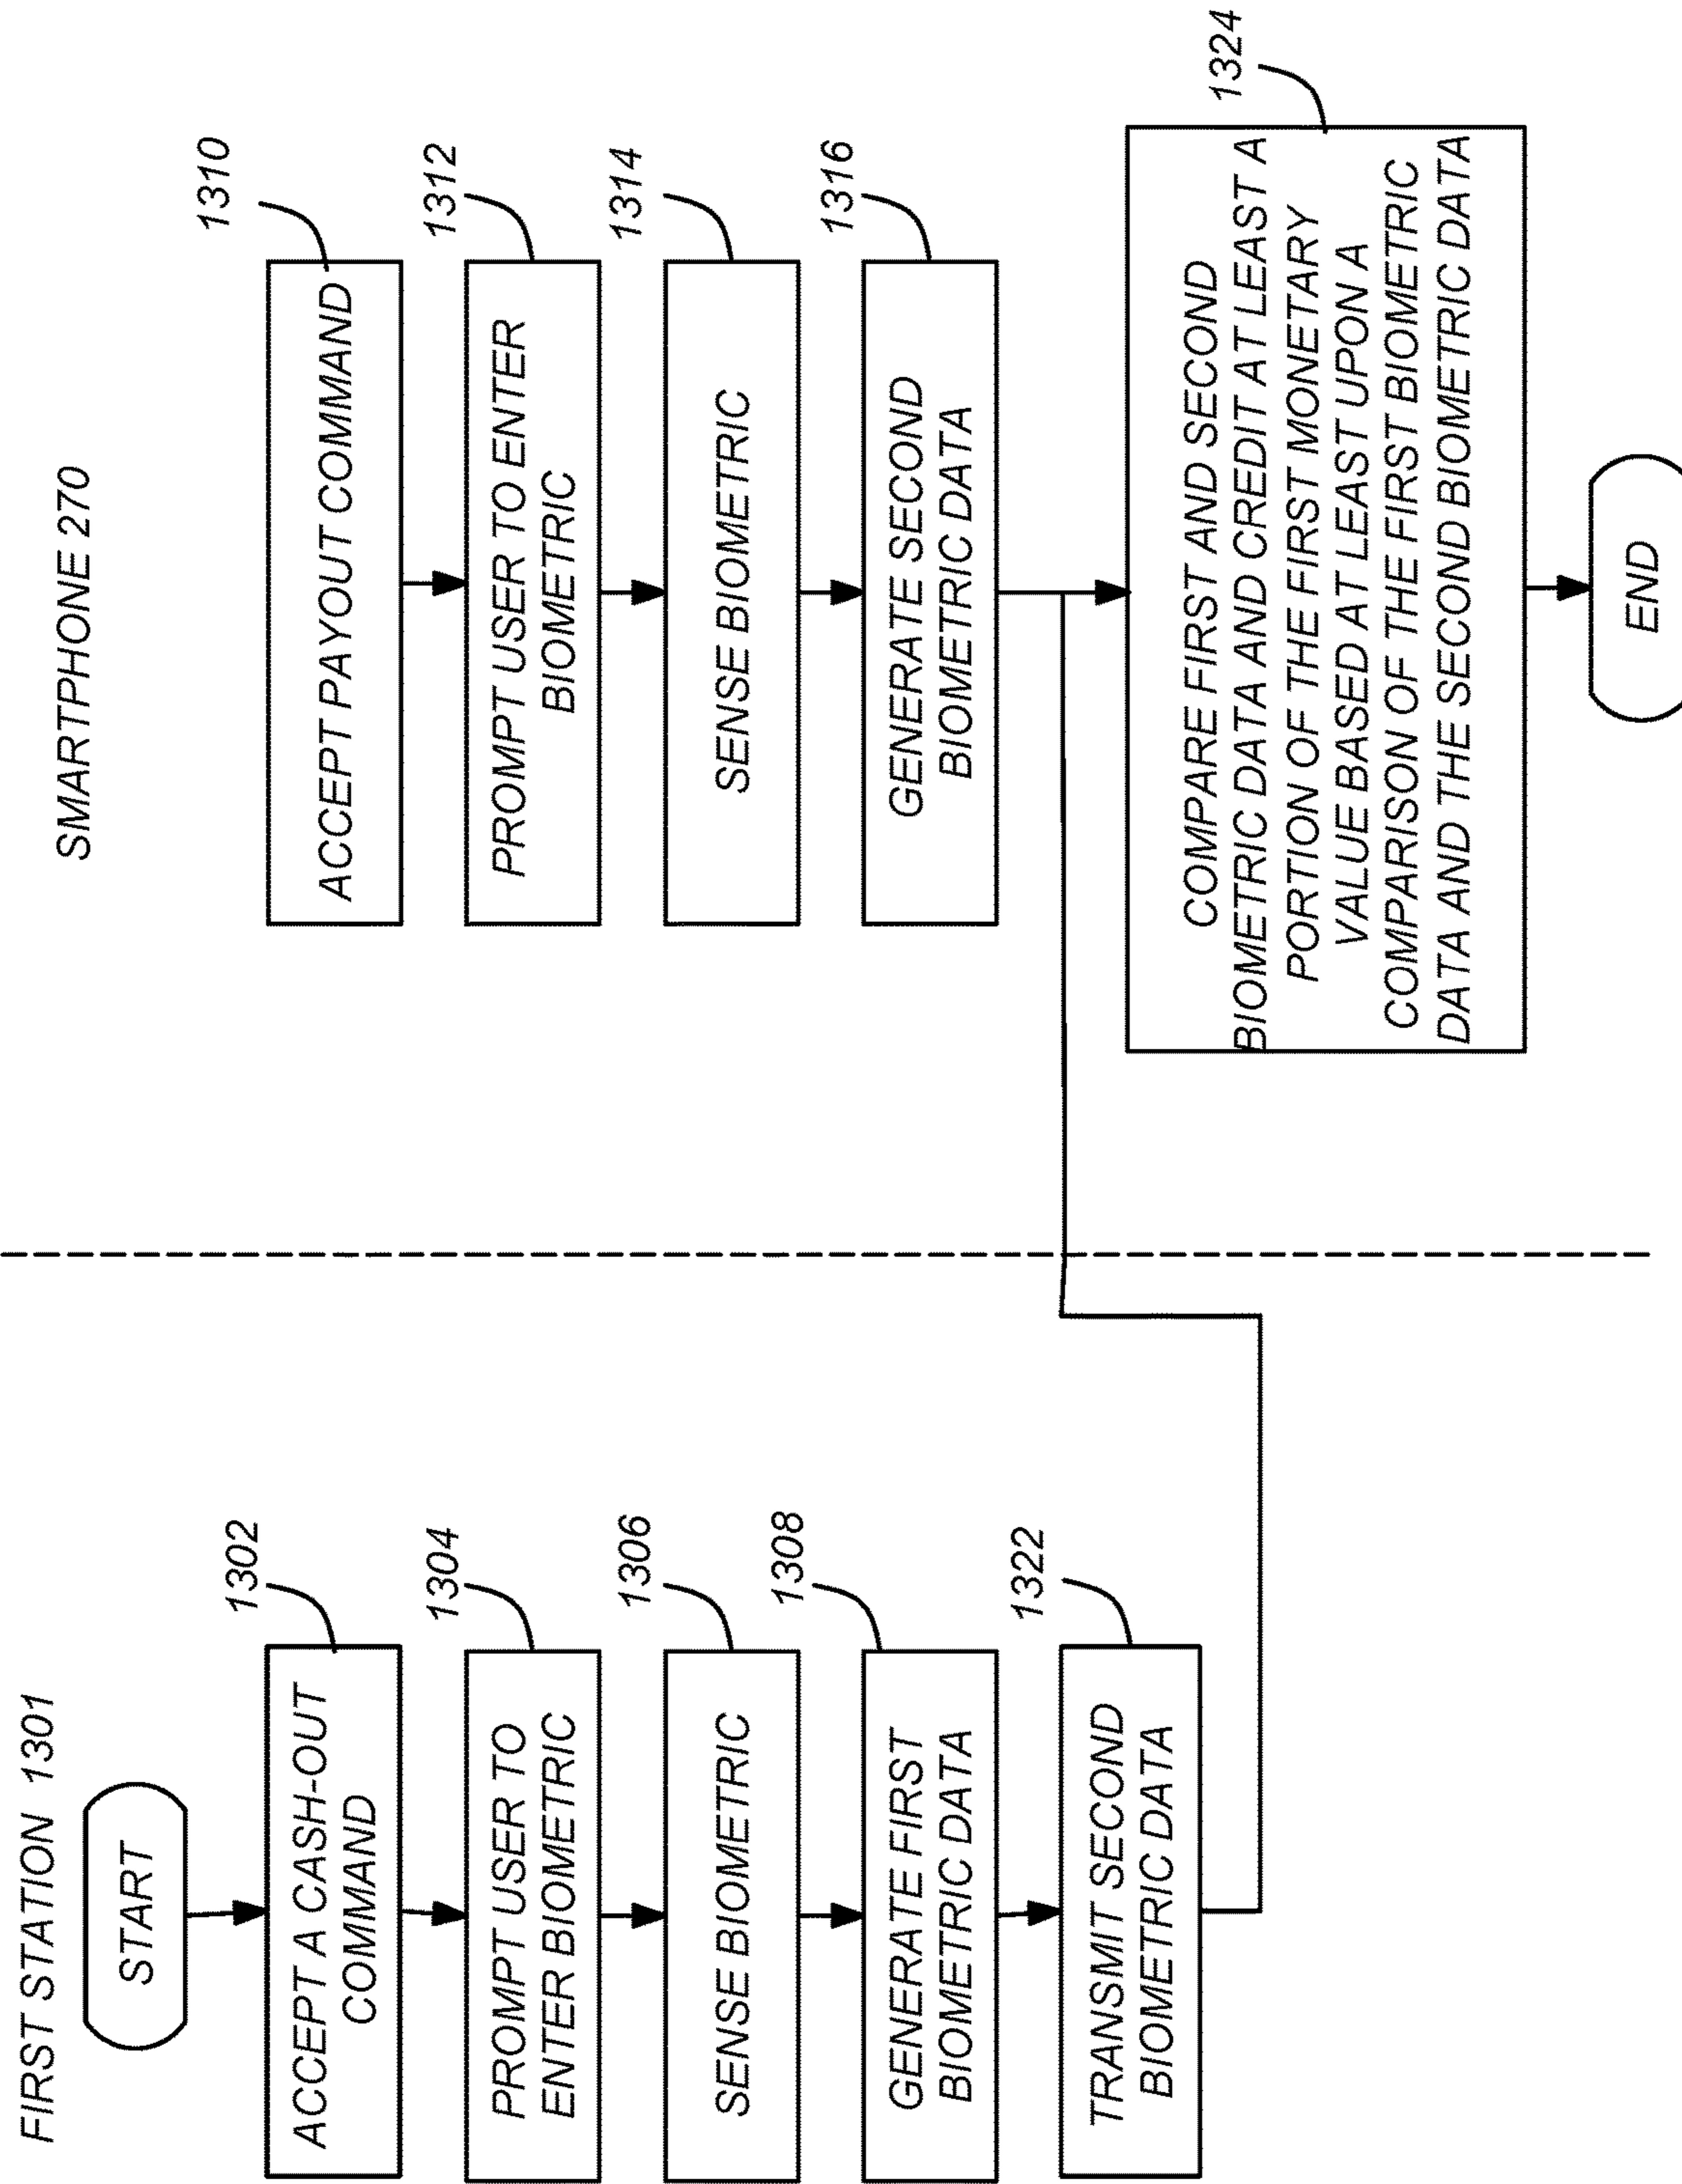 FIRST STATION 1301
START
1302
ACCEPT A CASH-OUT
COMMAND
1304
PROMPT USER TO
ENTER BIOMETRIC
1306
SENSE BIOMETRIC
1308
GENERATE FIRST
BIOMETRIC DATA
1322
TRANSMIT SECOND
BIOMETRIC DATA
SMARTPHONE 270
1310
ACCEPT PAYOUT COMMAND
1312
PROMPT USER TO ENTER
BIOMETRIC
1314
SENSE BIOMETRIC
1316
GENERATE SECOND
BIOMETRIC DATA
1324
COMPARE FIRST AND SECOND
BIOMETRIC DATA AND CREDIT AT LEAST A
PORTION OF THE FIRST MONETARY
VALUE BASED AT LEAST UPON A
COMPARISON OF THE FIRST BIOMETRIC
DATA AND THE SECOND BIOMETRIC DATA
END